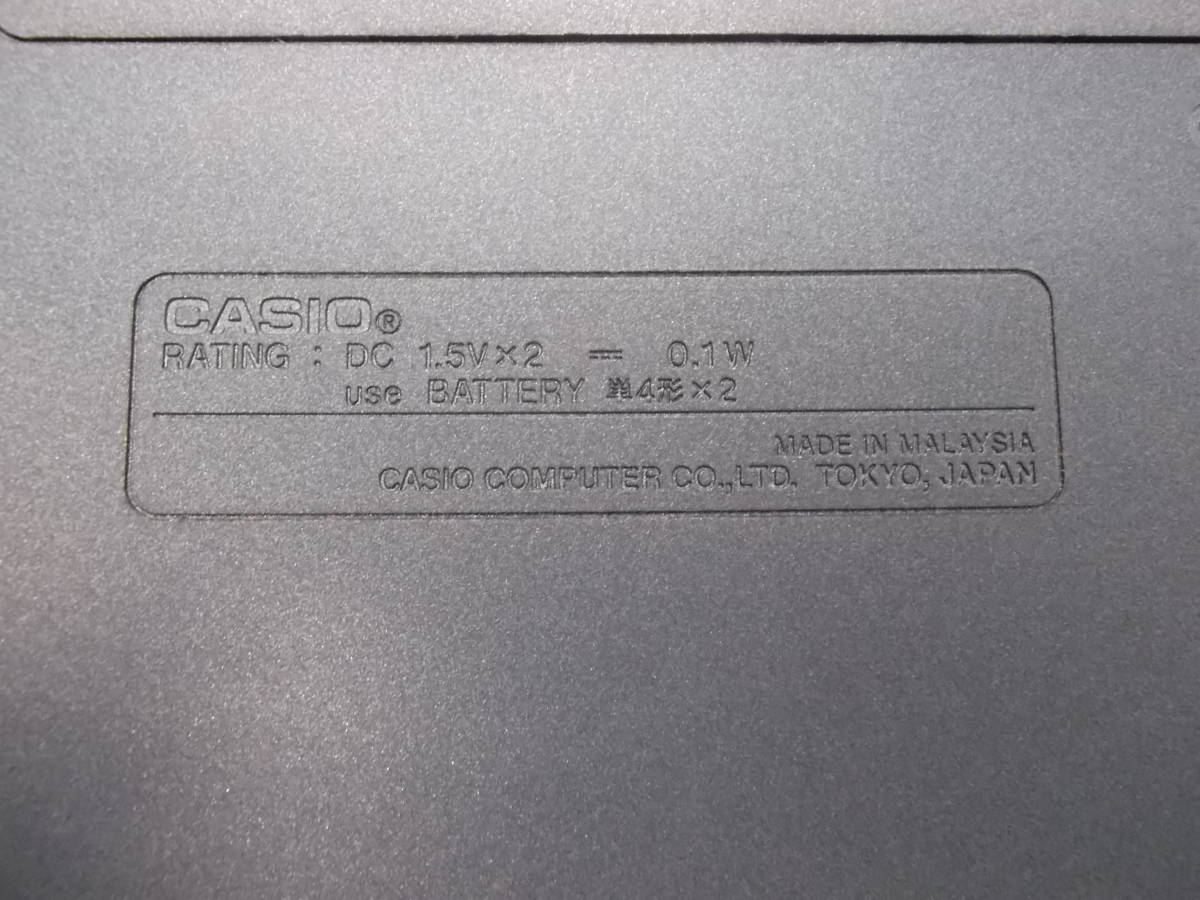 CASIO®
RATING : DC 1.5V×2 ⎓ 0.1W
use BATTERY 単4形×2
MADE IN MALAYSIA
CASIO COMPUTER CO.,LTD. TOKYO, JAPAN